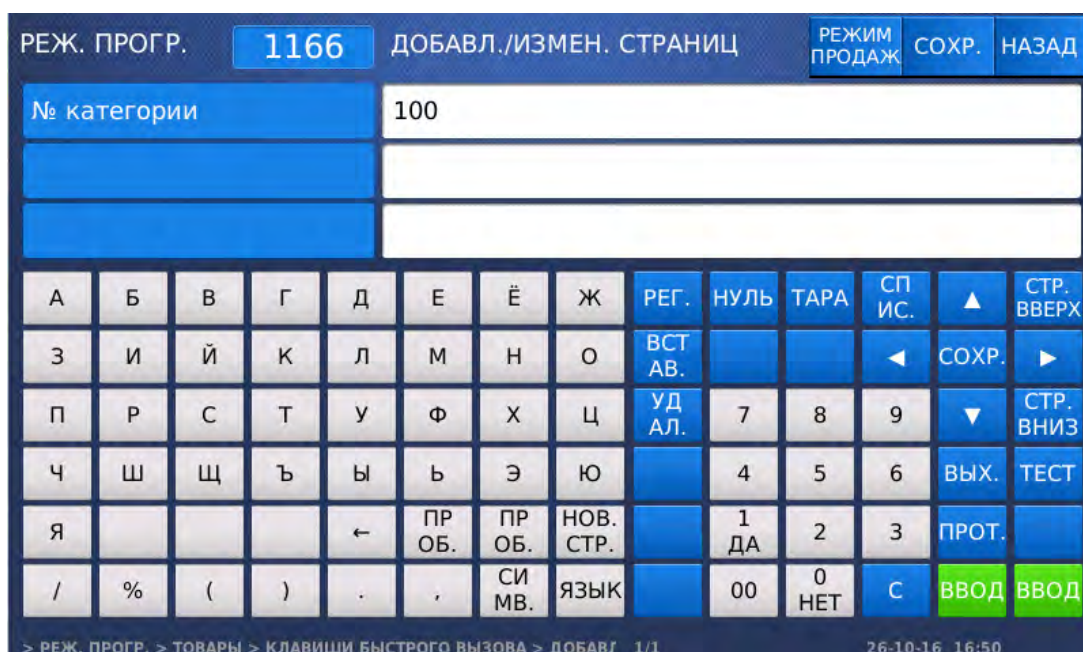 РЕЖ. ПРОГР. 1166 ДОБАВЛ./ИЗМЕН. СТРАНИЦ РЕЖИМ ПРОДАЖ СОХР. НАЗАД
№ категории 100
А Б В Г Д Е Ё Ж РЕГ. НУЛЬ ТАРА СП ИС. ▲ СТР. ВВЕРХ
З И Й К Л М Н О ВСТ АВ. ◀ СОХР. ▶
П Р С Т У Ф Х Ц УД АЛ. 7 8 9 ▼ СТР. ВНИЗ
Ч Ш Щ Ъ Ы Ь Э Ю 4 5 6 ВЫХ. ТЕСТ
Я ← ПР ОБ. ПР ОБ. НОВ. СТР. 1 ДА 2 3 ПРОТ.
/ % ( ) . , СИ МВ. ЯЗЫК 00 0 НЕТ С ВВОД ВВОД
> РЕЖ. ПРОГР. > ТОВАРЫ > КЛАВИШИ БЫСТРОГО ВЫЗОВА > ДОБАВЛ 1/1 26-10-16 16:50